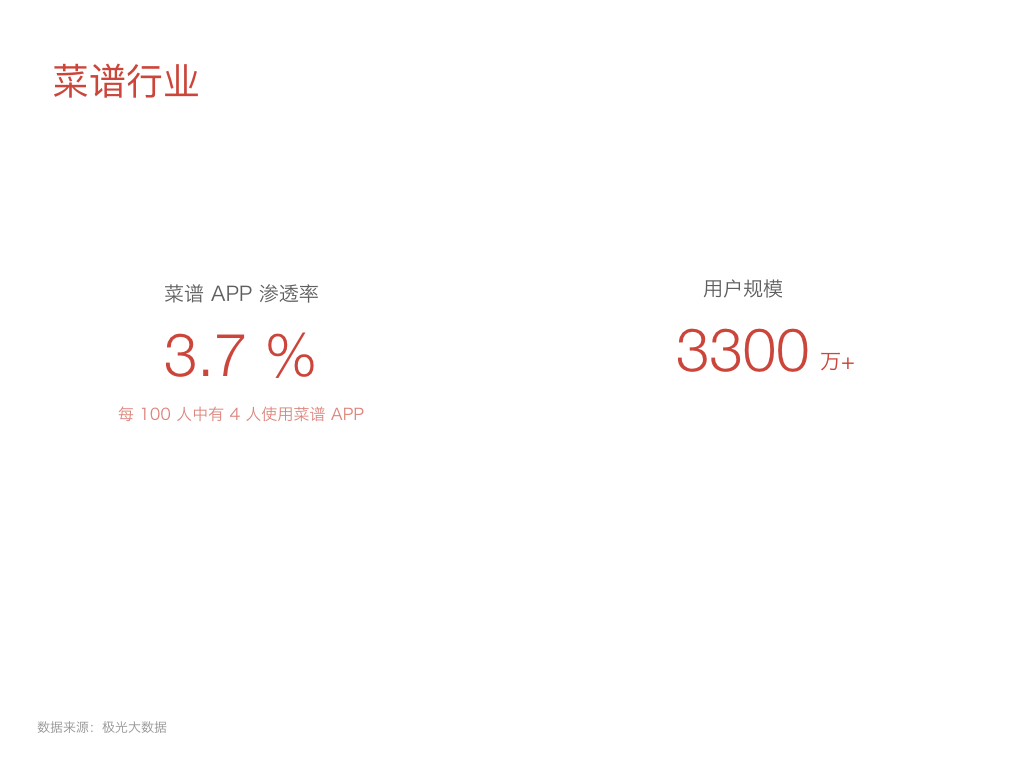 菜谱行业
菜谱 APP 渗透率
3.7 %
每 100 人中有 4 人使用菜谱 APP
用户规模
3300 万+
数据来源：极光大数据